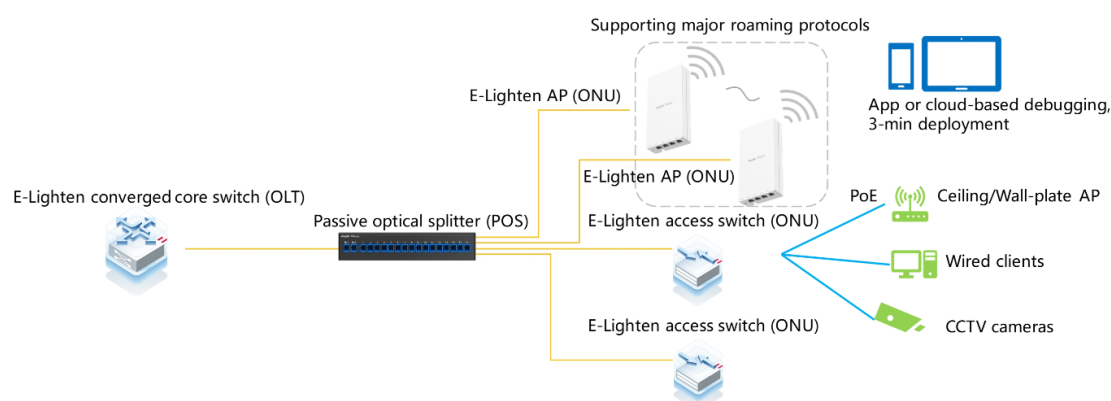 Supporting major roaming protocols
E-Lighten AP (ONU)
App or cloud-based debugging,
3-min deployment
E-Lighten AP (ONU)
E-Lighten converged core switch (OLT)
Passive optical splitter (POS)
E-Lighten access switch (ONU)
PoE
Ceiling/Wall-plate AP
Wired clients
E-Lighten access switch (ONU)
CCTV cameras